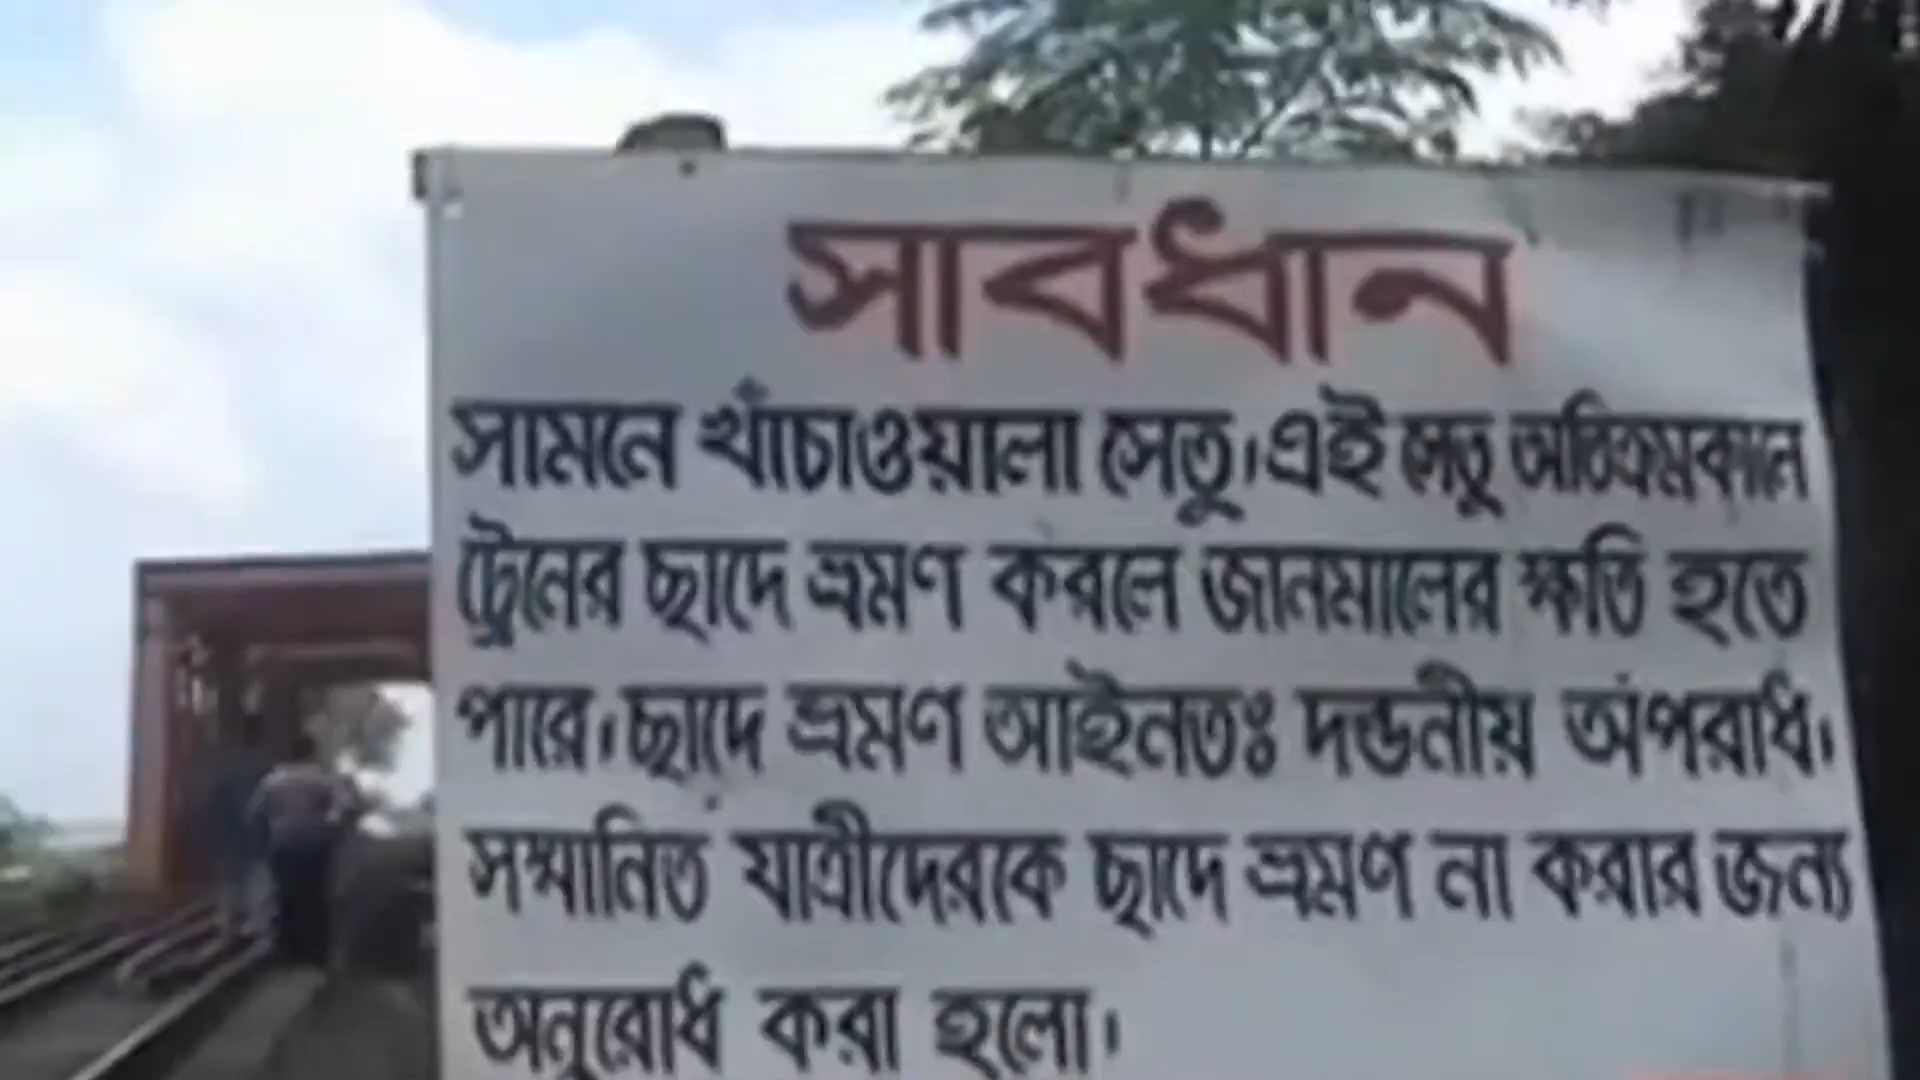 সাবধান
সামনে খাঁচাওয়ালা সেতু।এই সেতু অতিক্রমকালে
ট্রেনের ছাদে ভ্রমণ করলে জানমালের ক্ষতি হতে
পারে।ছাদে ভ্রমণ আইনতঃ দন্ডনীয় অপরাধ।
সম্মানিত যাত্রীদেরকে ছাদে ভ্রমণ না করার জন্য
অনুরোধ করা হলো।